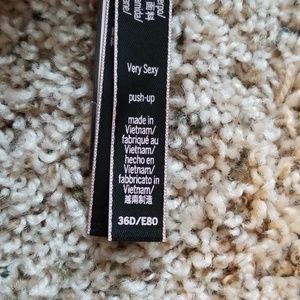 Very Sexy
push-up
made in
Vietnam/
fabriqué au
Vietnam/
hecho en
Vietnam/
fabbricato in
Vietnam/
越南制造
36D/E80